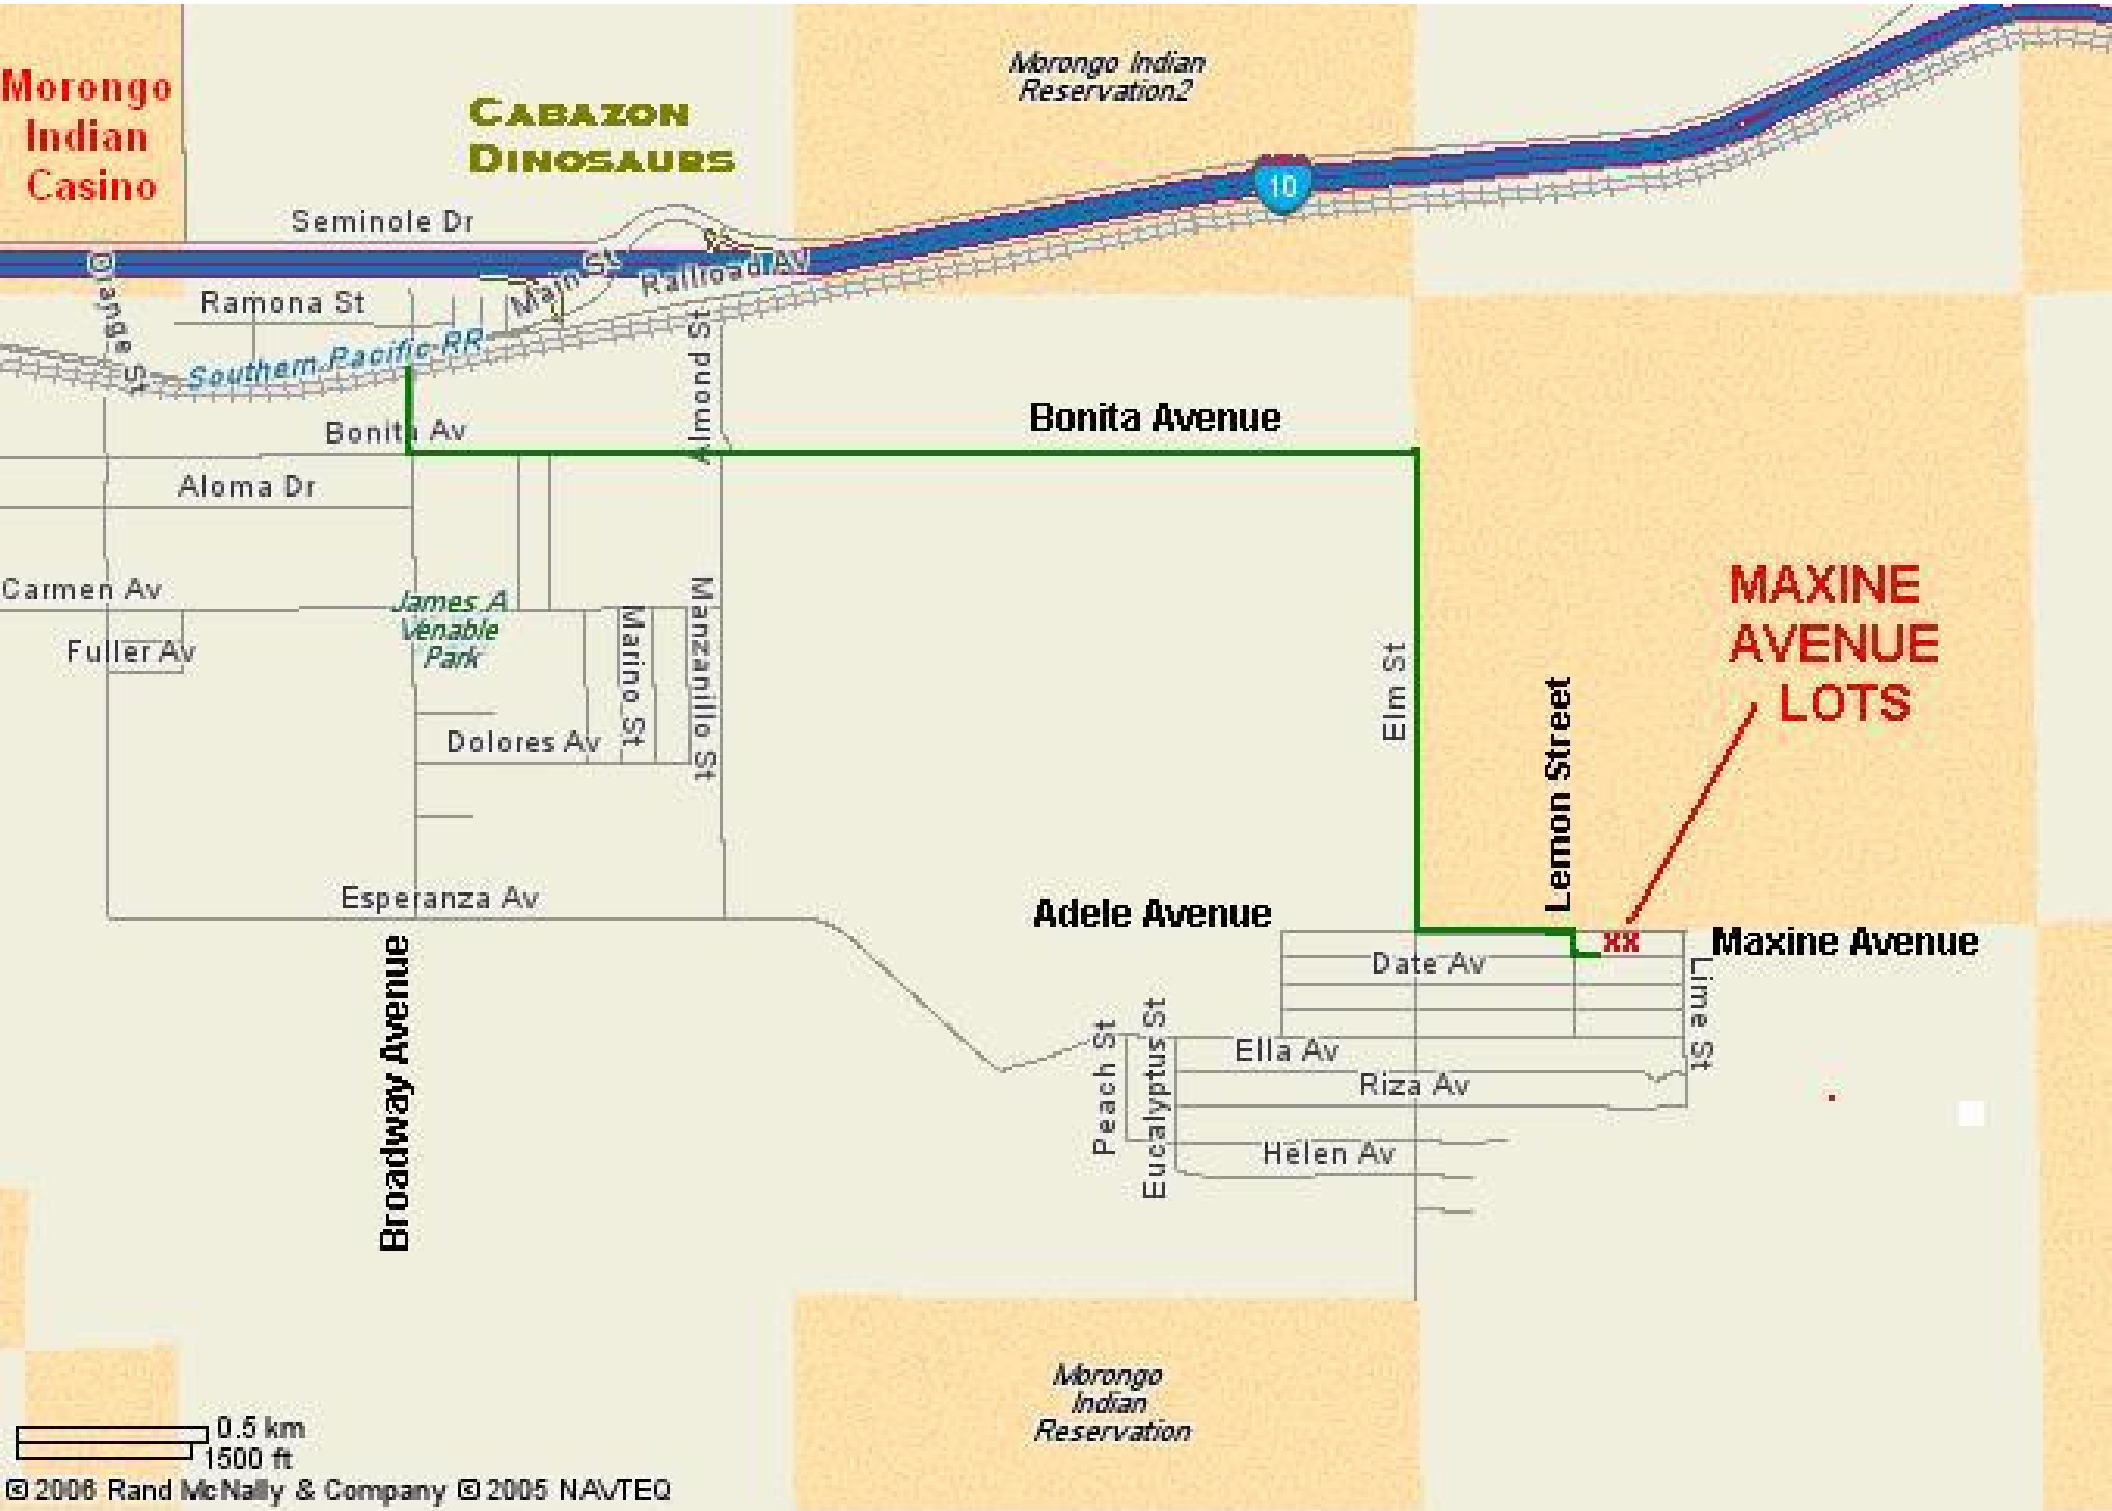 Morongo
Indian
Casino
CABAZON
DINOSAURS
Morongo Indian
Reservation2
10
Seminole Dr
Orange St
Main St
Railroad Av
Ramona St
Southern Pacific RR
Almond St
Bonita Av
Bonita Avenue
Aloma Dr
Carmen Av
James A
Venable
Park
Fuller Av
Marino St
Manzanillo St
Dolores Av
Elm St
Lemon Street
MAXINE
AVENUE
LOTS
Esperanza Av
Adele Avenue
xx
Maxine Avenue
Date Av
Lime St
Broadway Avenue
Peach St
Eucalyptus St
Ella Av
Riza Av
Helen Av
Morongo
Indian
Reservation
0.5 km
1500 ft
© 2006 Rand McNally & Company © 2005 NAVTEQ